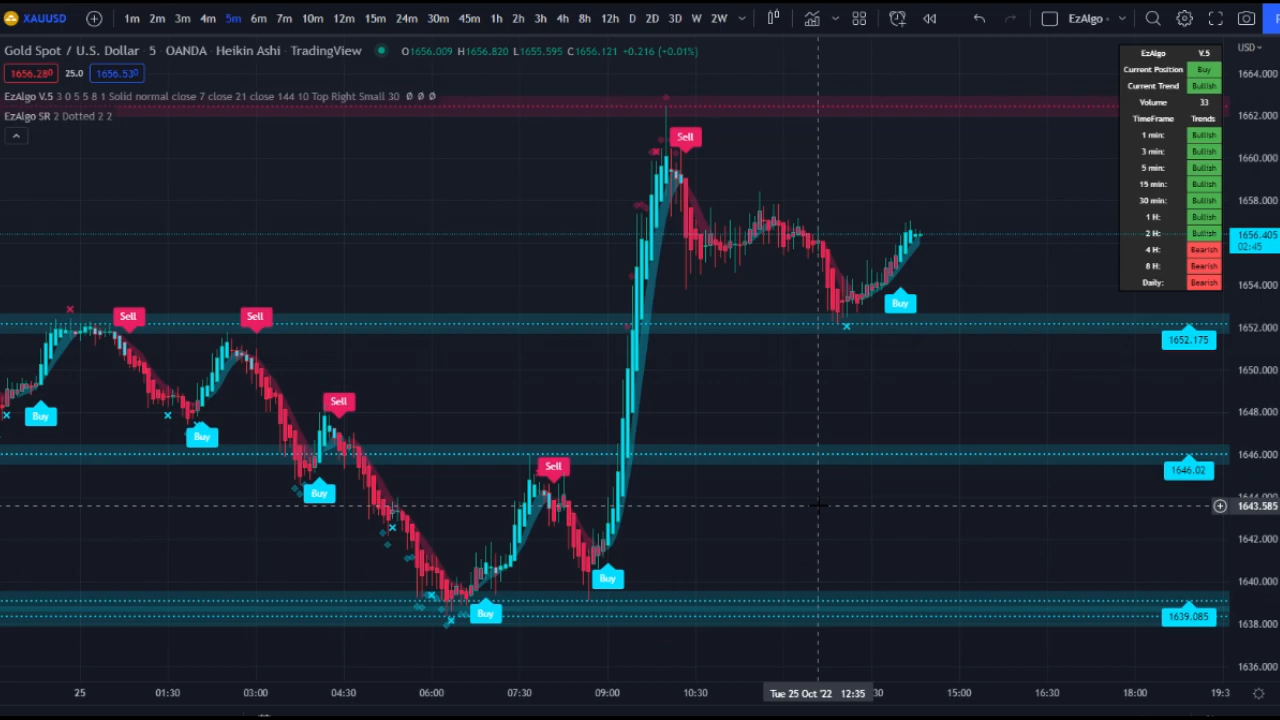 XAUUSD 1m 2m 3m 4m 5m 6m 7m 10m 12m 15m 24m 30m 45m 1h 2h 3h 4h 8h 12h D 2D 3D W 2W EzAlgo
Gold Spot / U.S. Dollar · 5 · OANDA · Heikin Ashi · TradingView O1656.009 H1656.820 L1655.595 C1656.121 +0.216 (+0.01%)
1656.280 25.0 1656.530
EzAlgo V.5 3 0 5 5 8 1 Solid normal close 7 close 21 close 144 10 Top Right Small 30 Ø Ø Ø
EzAlgo SR 2 Dotted 2 2
EzAlgo V.5
Current Position Buy
Current Trend: Bullish
Volume 33
TimeFrame Trends
1 min: Bullish
3 min: Bullish
5 min: Bullish
15 min: Bullish
30 min: Bullish
1 H: Bullish
2 H: Bullish
4 H: Bearish
8 H: Bearish
Daily: Bearish
USD
1664.000
1662.000
1660.000
1658.000
1656.405
02:45
1654.000
1652.000
1650.000
1648.000
1646.000
1644.000
1643.585
1642.000
1640.000
1638.000
1636.000
Sell
Sell
Sell
Buy
1652.175
Sell
Buy
Buy
Sell
1646.02
Buy
Buy
Buy
1639.085
25 01:30 03:00 04:30 06:00 07:30 09:00 10:30 Tue 25 Oct '22 12:35 :30 15:00 16:30 18:00 19:3